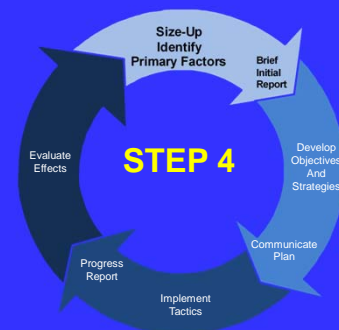 Size-Up
Identify
Primary Factors
Brief
Initial
Report
Develop
Objectives
And
Strategies
Communicate
Plan
Implement
Tactics
Progress
Report
Evaluate
Effects
STEP 4